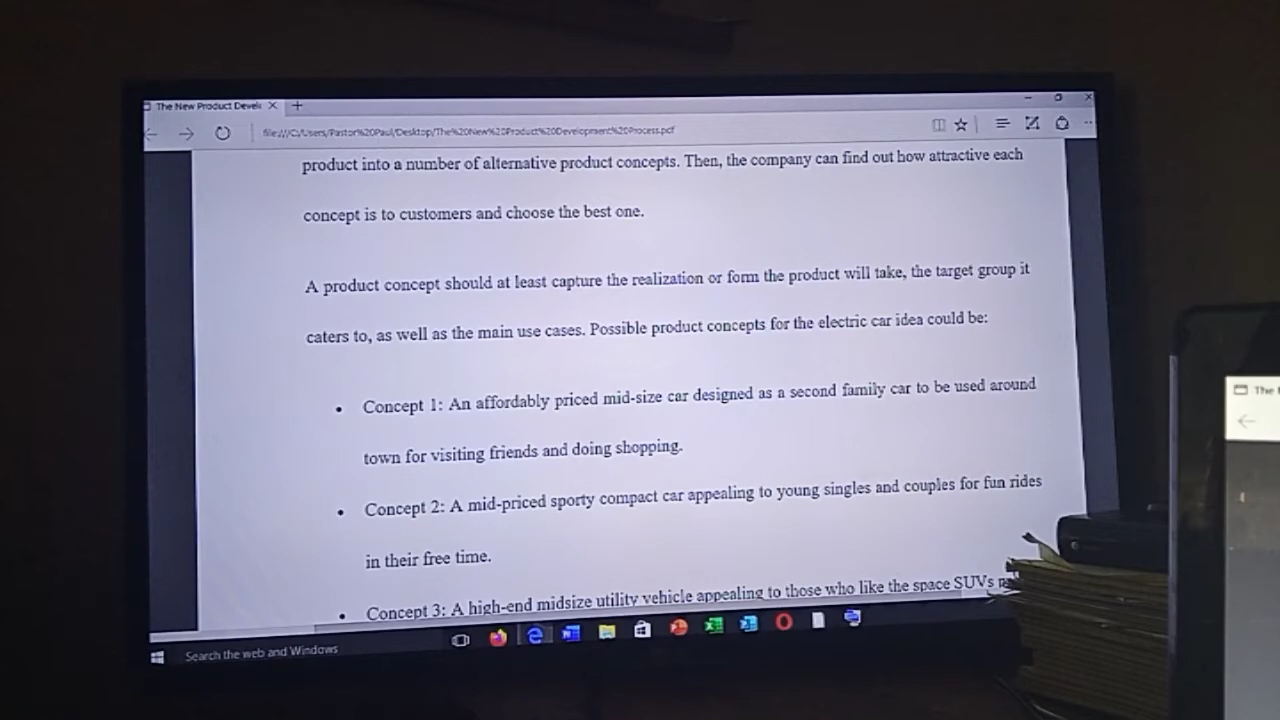 The New Product Devel
file:///C:/Users/Pastor%20Paul/Desktop/The%20New%20Product%20Development%20Process.pdf
product into a number of alternative product concepts. Then, the company can find out how attractive each
concept is to customers and choose the best one.
A product concept should at least capture the realization or form the product will take, the target group it
caters to, as well as the main use cases. Possible product concepts for the electric car idea could be:
• Concept 1: An affordably priced mid-size car designed as a second family car to be used around
town for visiting friends and doing shopping.
• Concept 2: A mid-priced sporty compact car appealing to young singles and couples for fun rides
in their free time.
• Concept 3: A high-end midsize utility vehicle appealing to those who like the space SUVs
Search the web and Windows
The